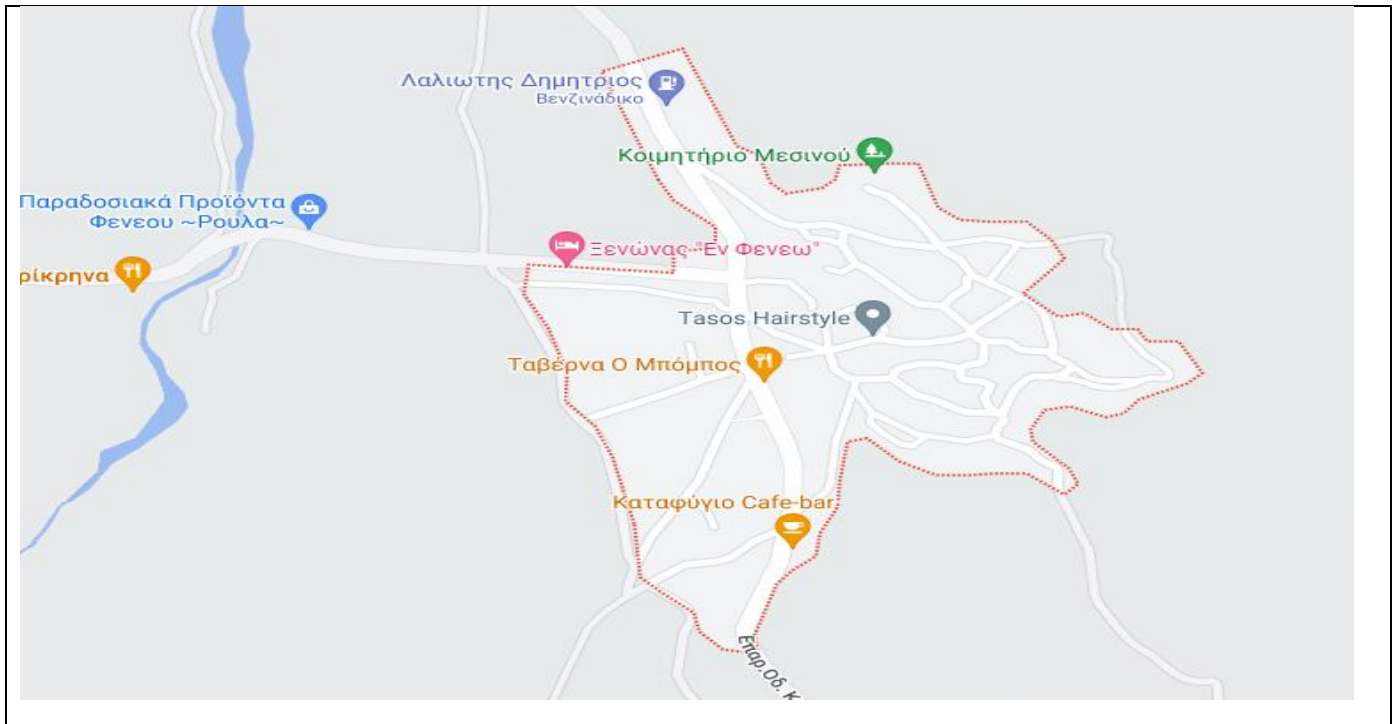 Λαλιωτης Δημητριος
Βενζινάδικο
Κοιμητήριο Μεσινού
Παραδοσιακά Προϊόντα
Φενεου ~Ρουλα~
Ξενώνας "Εν Φενεω"
ρίκρηνα
Tasos Hairstyle
Ταβέρνα Ο Μπόμπος
Καταφύγιο Cafe-bar
Επαρ.Οδ. Κ